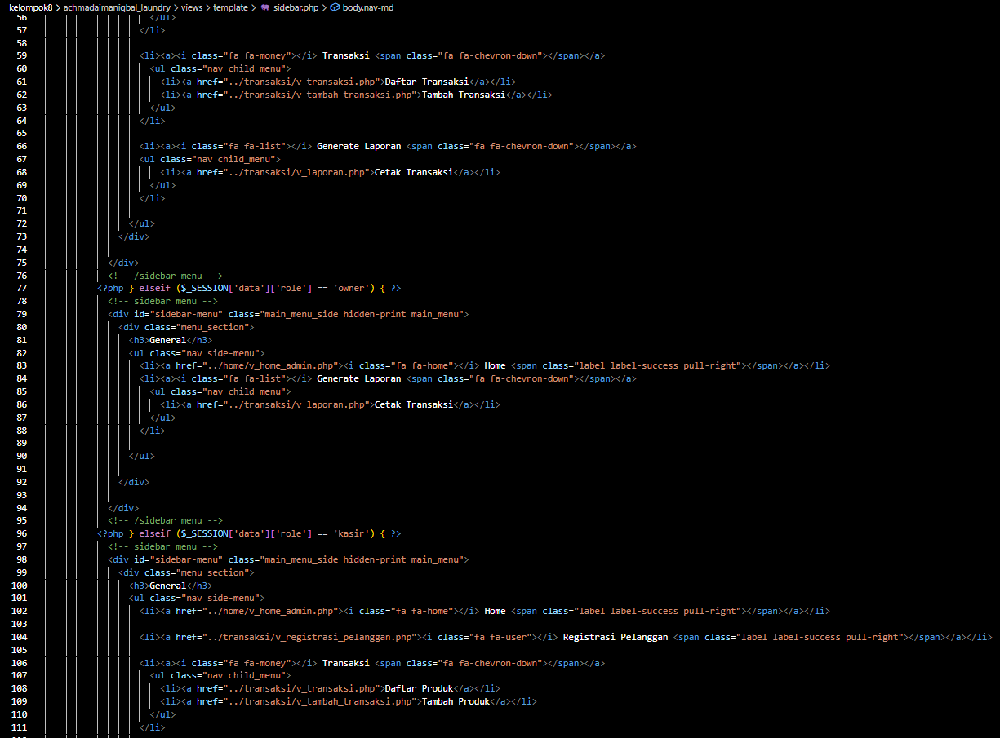 kelompok8 > achmadaimaniqbal_laundry > views > template > sidebar.php > body.nav-md
56 </ul>
57 </li>
58
59 <li><a><i class="fa fa-money"></i> Transaksi <span class="fa fa-chevron-down"></span></a>
60 <ul class="nav child_menu">
61 <li><a href="../transaksi/v_transaksi.php">Daftar Transaksi</a></li>
62 <li><a href="../transaksi/v_tambah_transaksi.php">Tambah Transaksi</a></li>
63 </ul>
64 </li>
65
66 <li><a><i class="fa fa-list"></i> Generate Laporan <span class="fa fa-chevron-down"></span></a>
67 <ul class="nav child_menu">
68 <li><a href="../transaksi/v_laporan.php">Cetak Transaksi</a></li>
69 </ul>
70 </li>
71
72 </ul>
73 </div>
74
75 </div>
76 <!-- /sidebar menu -->
77 <?php } elseif ($_SESSION['data']['role'] == 'owner') { ?>
78 <!-- sidebar menu -->
79 <div id="sidebar-menu" class="main_menu_side hidden-print main_menu">
80 <div class="menu_section">
81 <h3>General</h3>
82 <ul class="nav side-menu">
83 <li><a href="../home/v_home_admin.php"><i class="fa fa-home"></i> Home <span class="label label-success pull-right"></span></a></li>
84 <li><a><i class="fa fa-list"></i> Generate Laporan <span class="fa fa-chevron-down"></span></a>
85 <ul class="nav child_menu">
86 <li><a href="../transaksi/v_laporan.php">Cetak Transaksi</a></li>
87 </ul>
88 </li>
89
90 </ul>
91
92 </div>
93
94 </div>
95 <!-- /sidebar menu -->
96 <?php } elseif ($_SESSION['data']['role'] == 'kasir') { ?>
97 <!-- sidebar menu -->
98 <div id="sidebar-menu" class="main_menu_side hidden-print main_menu">
99 <div class="menu_section">
100 <h3>General</h3>
101 <ul class="nav side-menu">
102 <li><a href="../home/v_home_admin.php"><i class="fa fa-home"></i> Home <span class="label label-success pull-right"></span></a></li>
103
104 <li><a href="../transaksi/v_registrasi_pelanggan.php"><i class="fa fa-user"></i> Registrasi Pelanggan <span class="label label-success pull-right"></span></a></li>
105
106 <li><a><i class="fa fa-money"></i> Transaksi <span class="fa fa-chevron-down"></span></a>
107 <ul class="nav child_menu">
108 <li><a href="../transaksi/v_transaksi.php">Daftar Produk</a></li>
109 <li><a href="../transaksi/v_tambah_transaksi.php">Tambah Produk</a></li>
110 </ul>
111 </li>